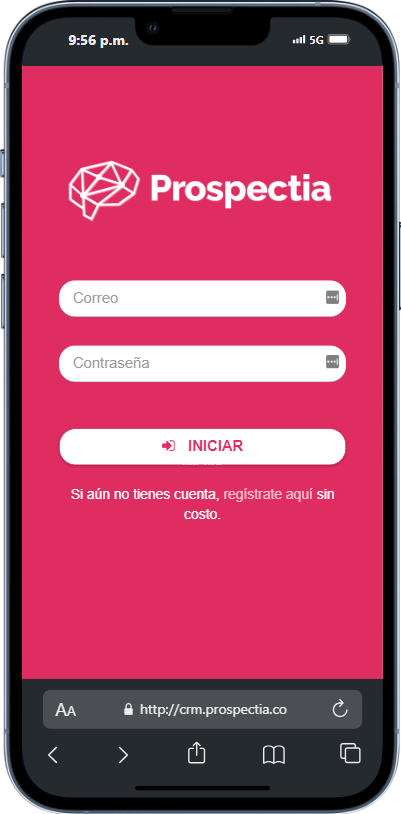 9:56 p.m.
5G
Prospectia
Correo
Contraseña
INICIAR
Si aún no tienes cuenta, regístrate aquí sin
costo.
AA
http://crm.prospectia.co